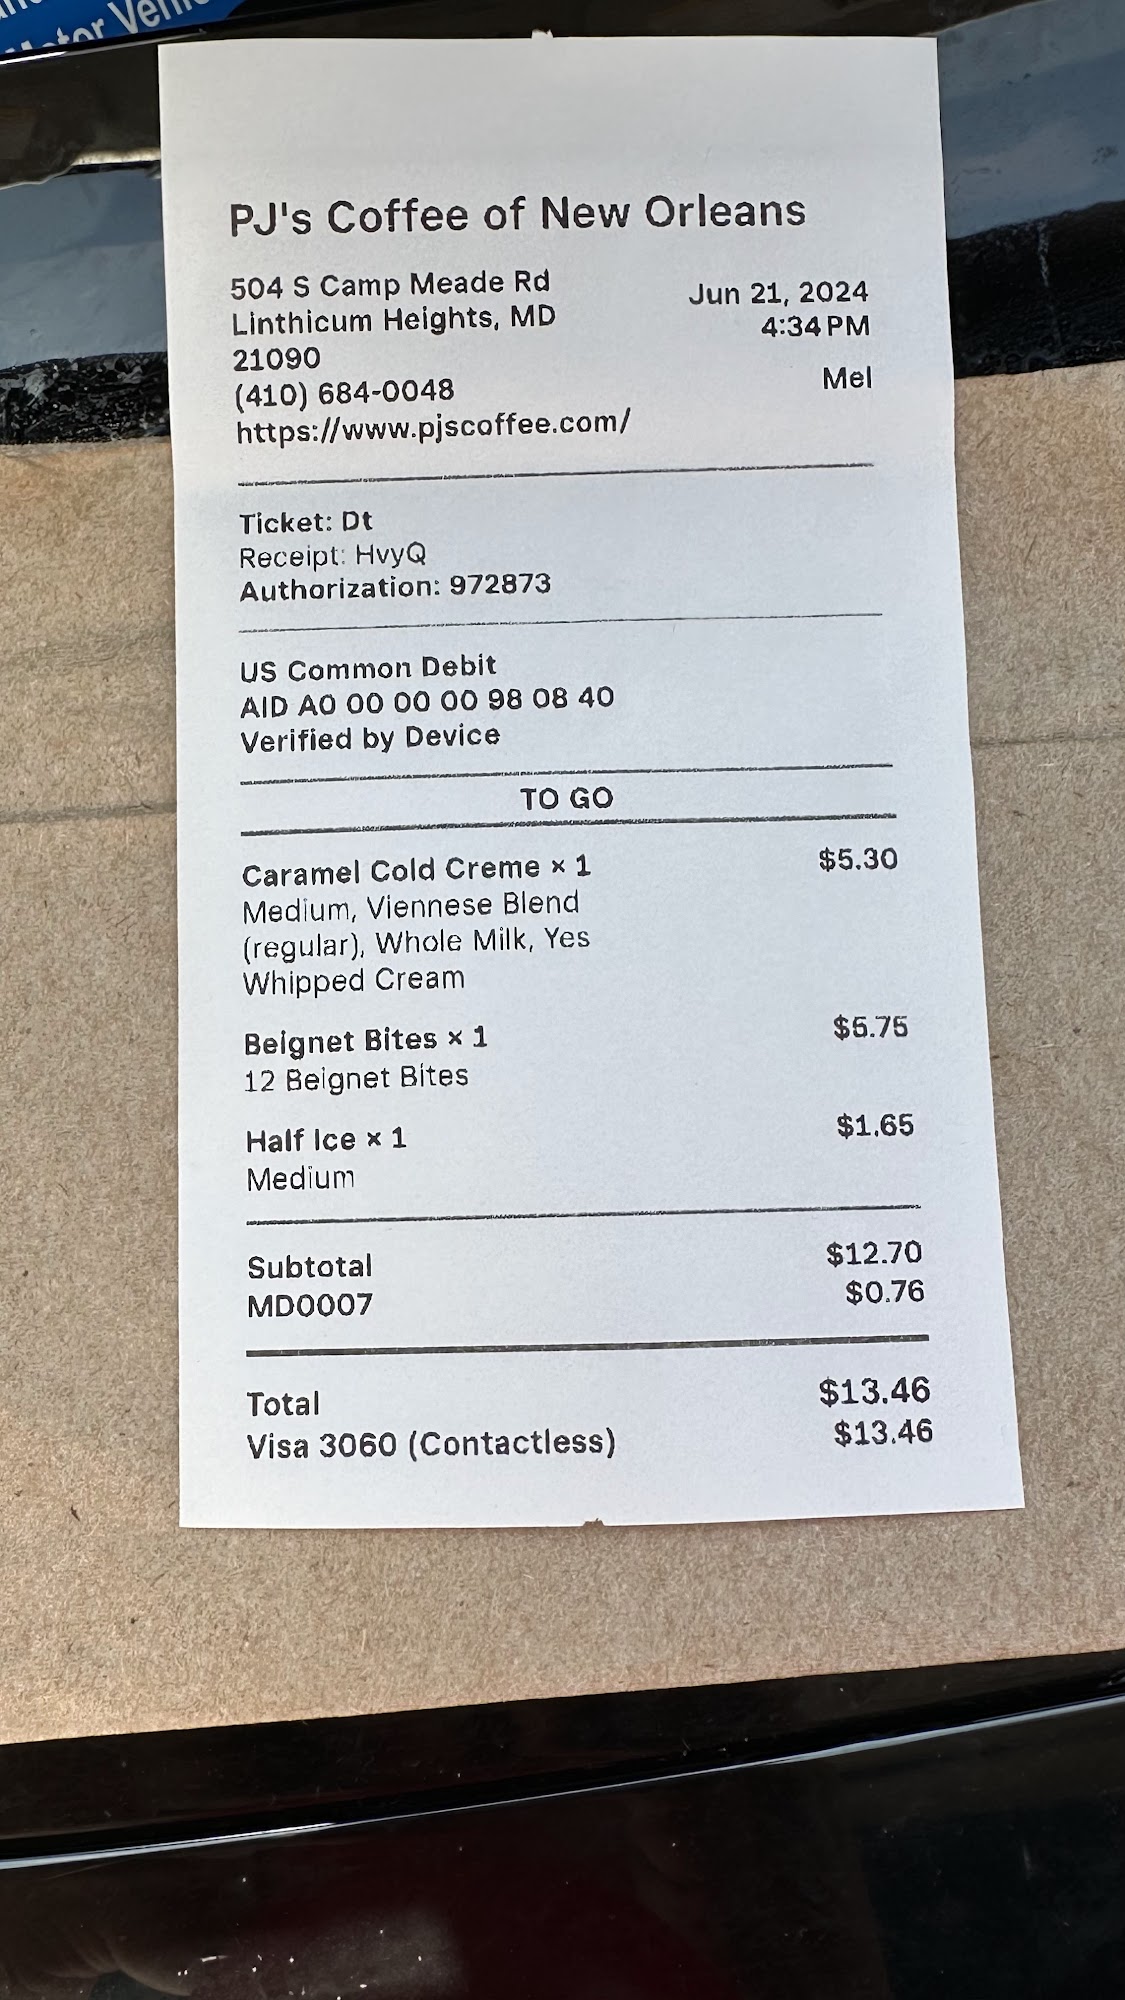 Motor Vehic
PJ's Coffee of New Orleans
504 S Camp Meade Rd
Linthicum Heights, MD
21090
(410) 684-0048
https://www.pjscoffee.com/
Jun 21, 2024
4:34 PM
Mel
Ticket: Dt
Receipt: HvyQ
Authorization: 972873
US Common Debit
AID A0 00 00 00 98 08 40
Verified by Device
TO GO
Caramel Cold Creme × 1 $5.30
Medium, Viennese Blend
(regular), Whole Milk, Yes
Whipped Cream
Beignet Bites × 1 $5.75
12 Beignet Bites
Half Ice × 1 $1.65
Medium
Subtotal $12.70
MD0007 $0.76
Total $13.46
Visa 3060 (Contactless) $13.46